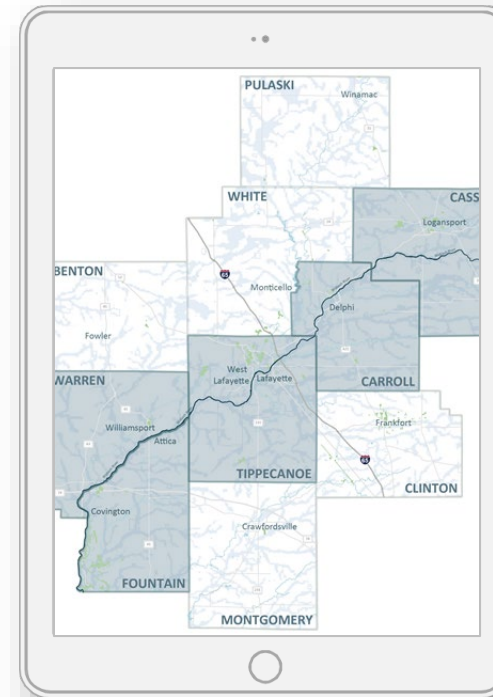 PULASKI
Winamac
WHITE
CASS
Logansport
65
Monticello
BENTON
Delphi
Fowler
West
Lafayette
Lafayette
WARREN
CARROLL
Williamsport
Attica
Frankfort
65
TIPPECANOE
CLINTON
Covington
Crawfordsville
FOUNTAIN
MONTGOMERY